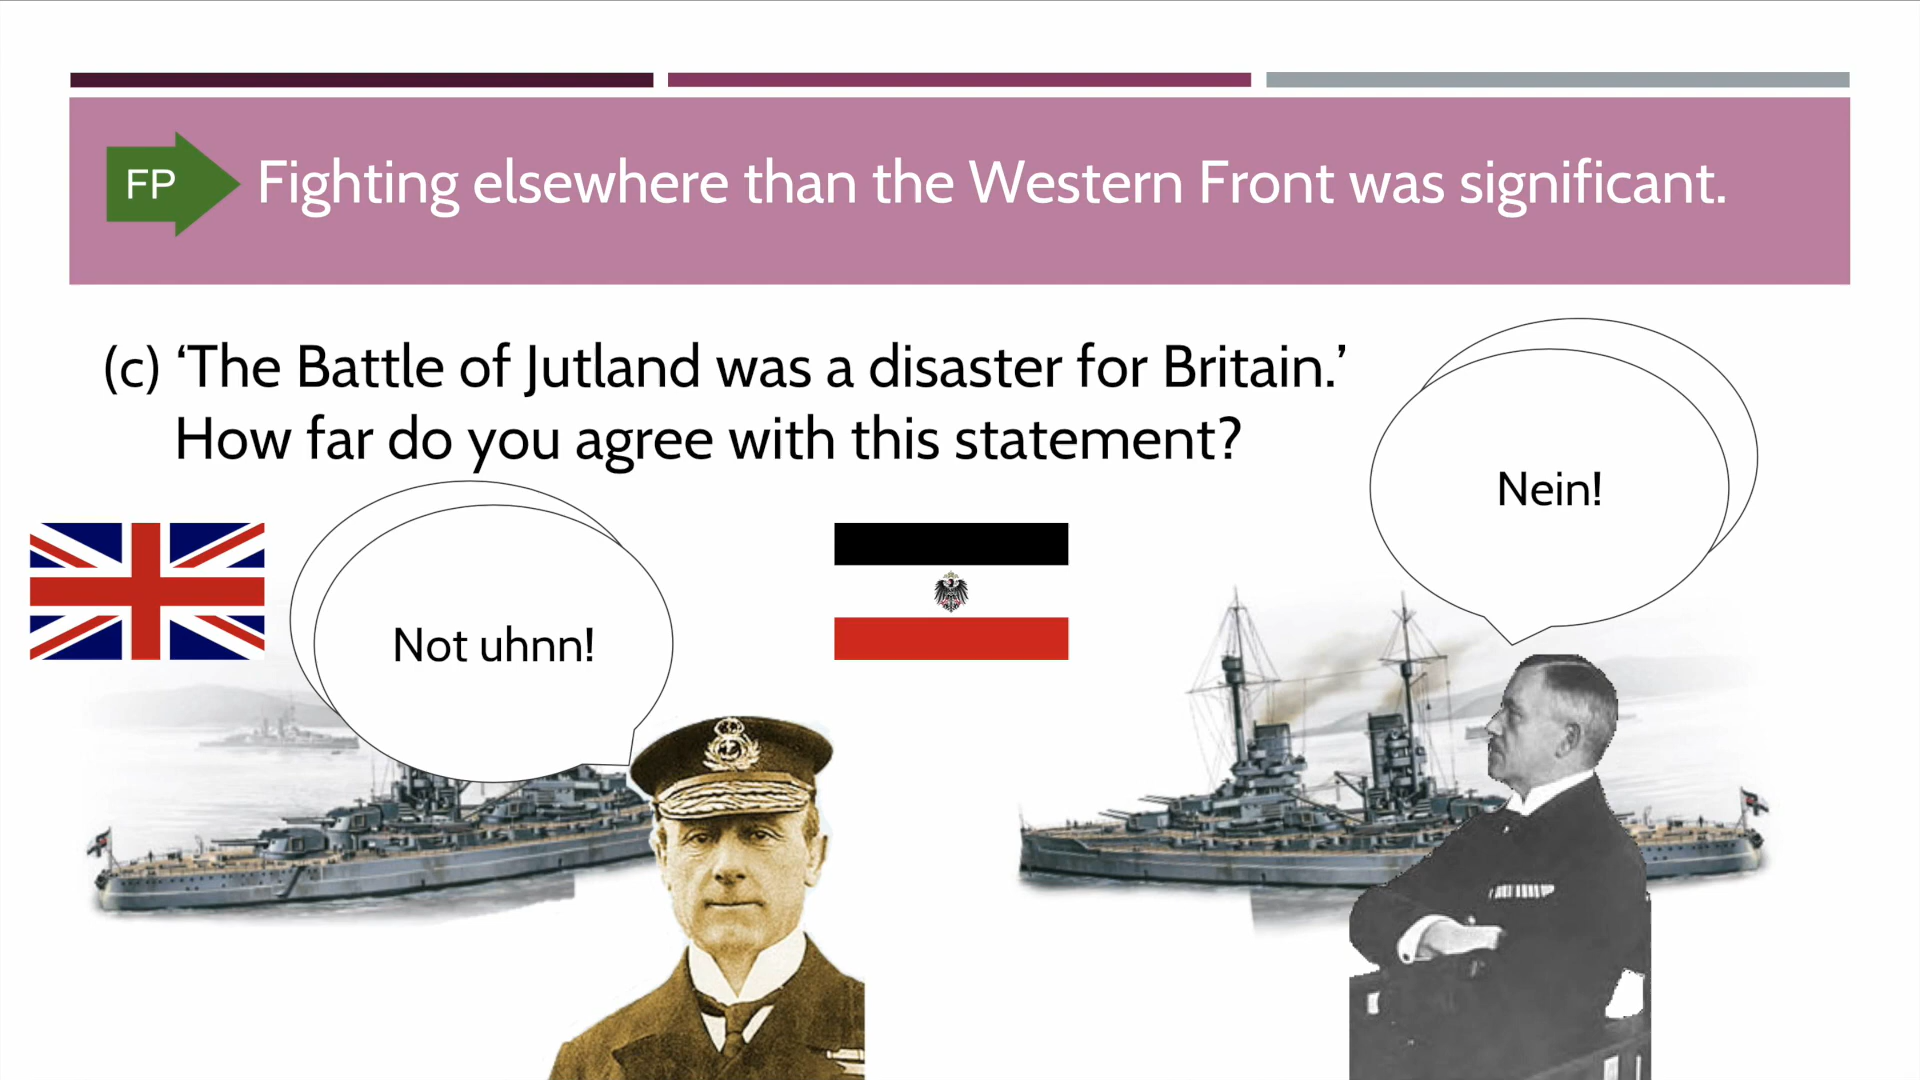 FP
Fighting elsewhere than the Western Front was significant.
(c) ‘The Battle of Jutland was a disaster for Britain.’
How far do you agree with this statement?
Nein!
Not uhnn!